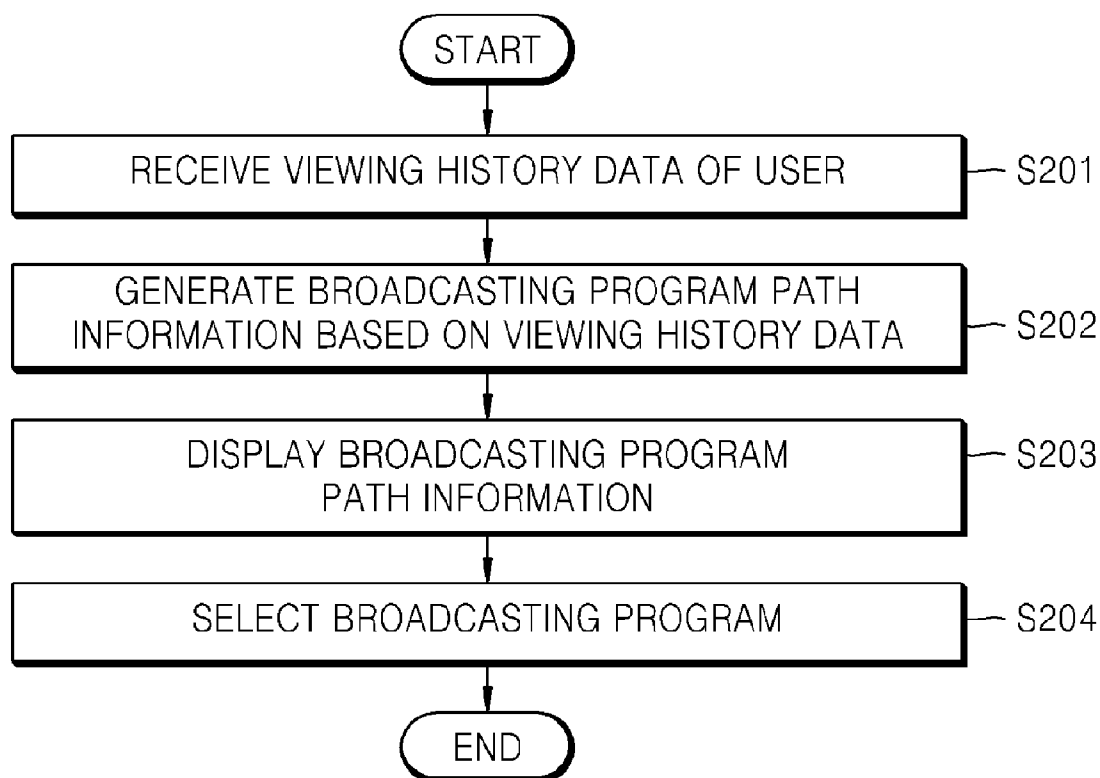 START
RECEIVE VIEWING HISTORY DATA OF USER
S201
GENERATE BROADCASTING PROGRAM PATH
INFORMATION BASED ON VIEWING HISTORY DATA
S202
DISPLAY BROADCASTING PROGRAM
PATH INFORMATION
S203
SELECT BROADCASTING PROGRAM
S204
END